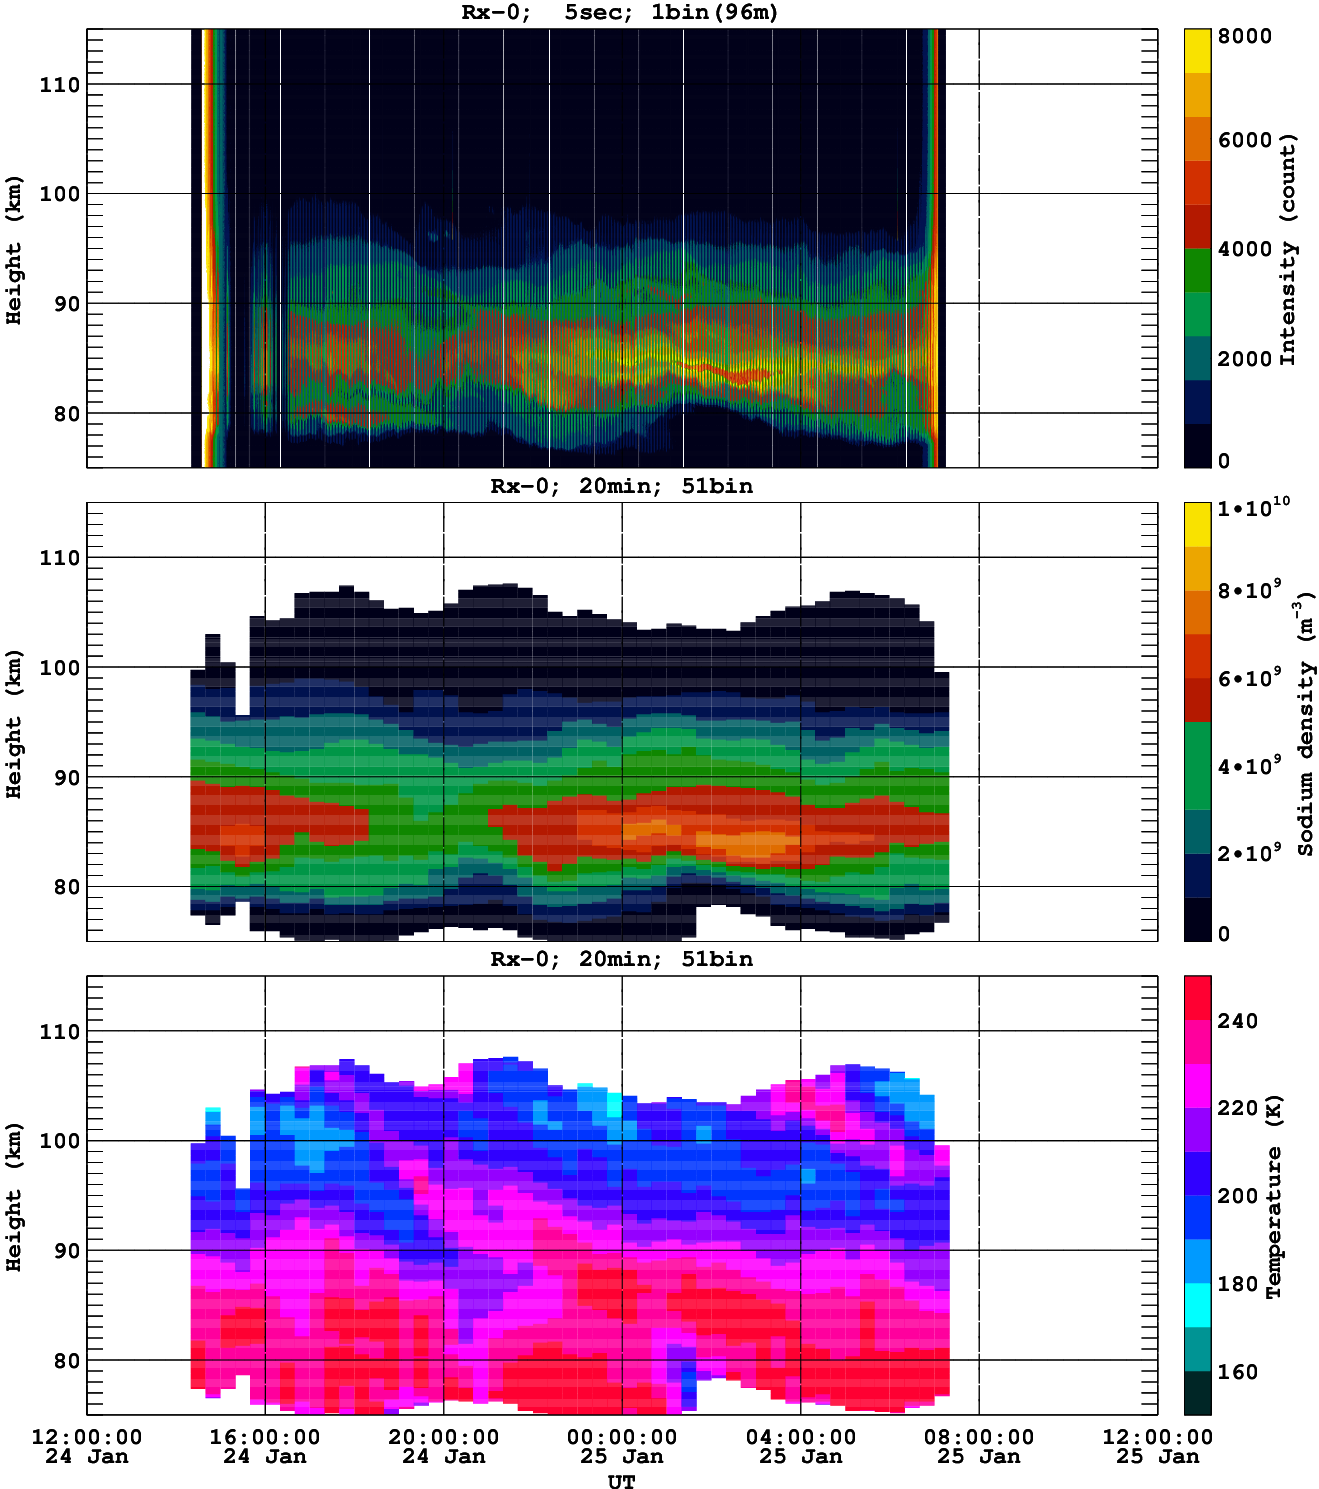 Rx-0;  5sec; 1bin(96m)
110
100
90
80
Height (km)
8000
6000
4000
2000
0
Intensity (count)
Rx-0; 20min; 51bin
110
100
90
80
Height (km)
1•10¹⁰
8•10⁹
6•10⁹
4•10⁹
2•10⁹
0
Sodium density (m⁻³)
Rx-0; 20min; 51bin
110
100
90
80
Height (km)
240
220
200
180
160
Temperature (K)
12:00:00 16:00:00 20:00:00 00:00:00 04:00:00 08:00:00 12:00:00
24 Jan 24 Jan 24 Jan 25 Jan 25 Jan 25 Jan 25 Jan
UT